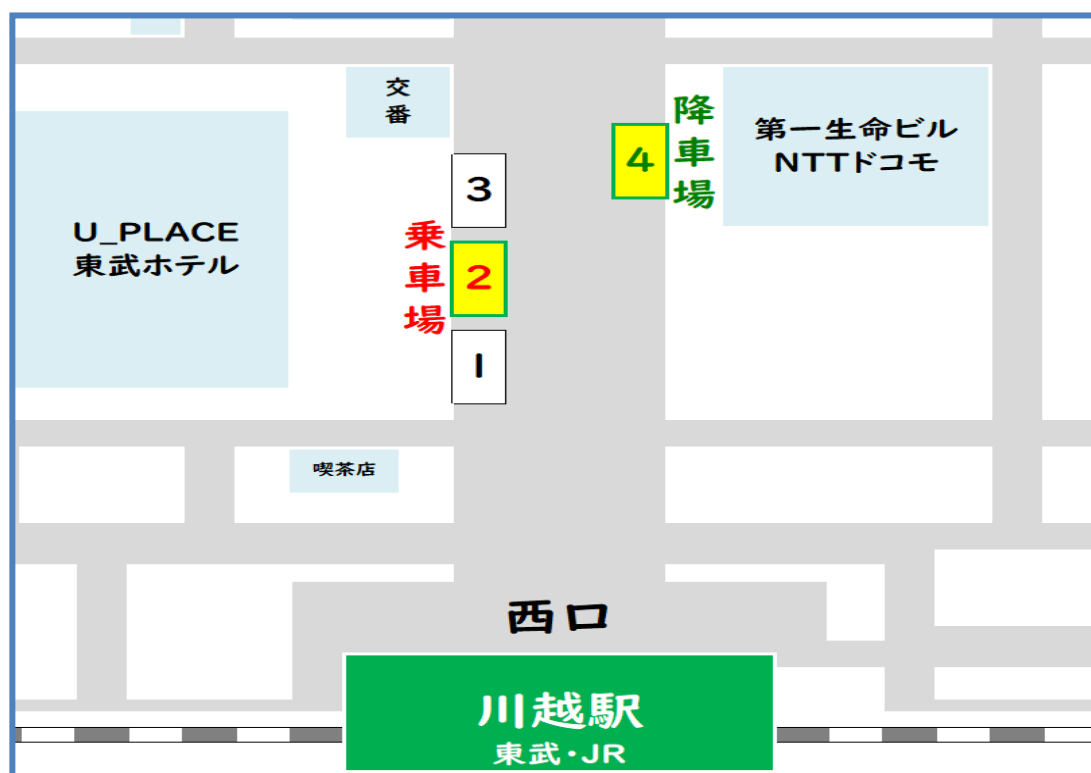 交番
降車場
第一生命ビル
NTTドコモ
4
3
U_PLACE
東武ホテル
乗車場
2
1
喫茶店
西口
川越駅
東武・JR